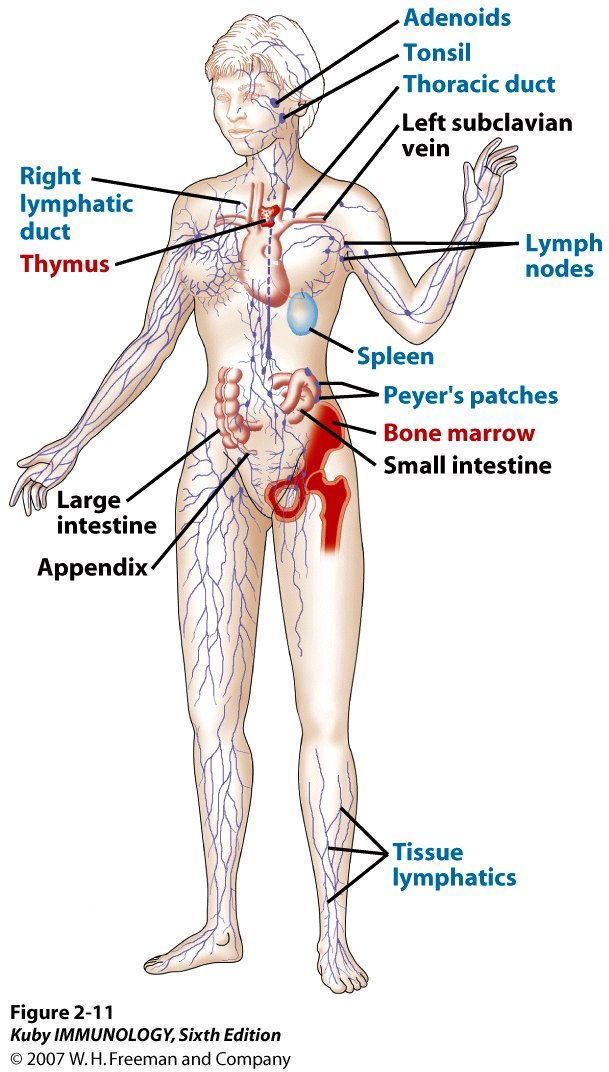 Adenoids
Tonsil
Thoracic duct
Left subclavian
vein
Right
lymphatic
duct
Thymus
Lymph
nodes
Spleen
Peyer's patches
Bone marrow
Small intestine
Large
intestine
Appendix
Tissue
lymphatics
Figure 2-11
Kuby IMMUNOLOGY, Sixth Edition
© 2007 W. H. Freeman and Company